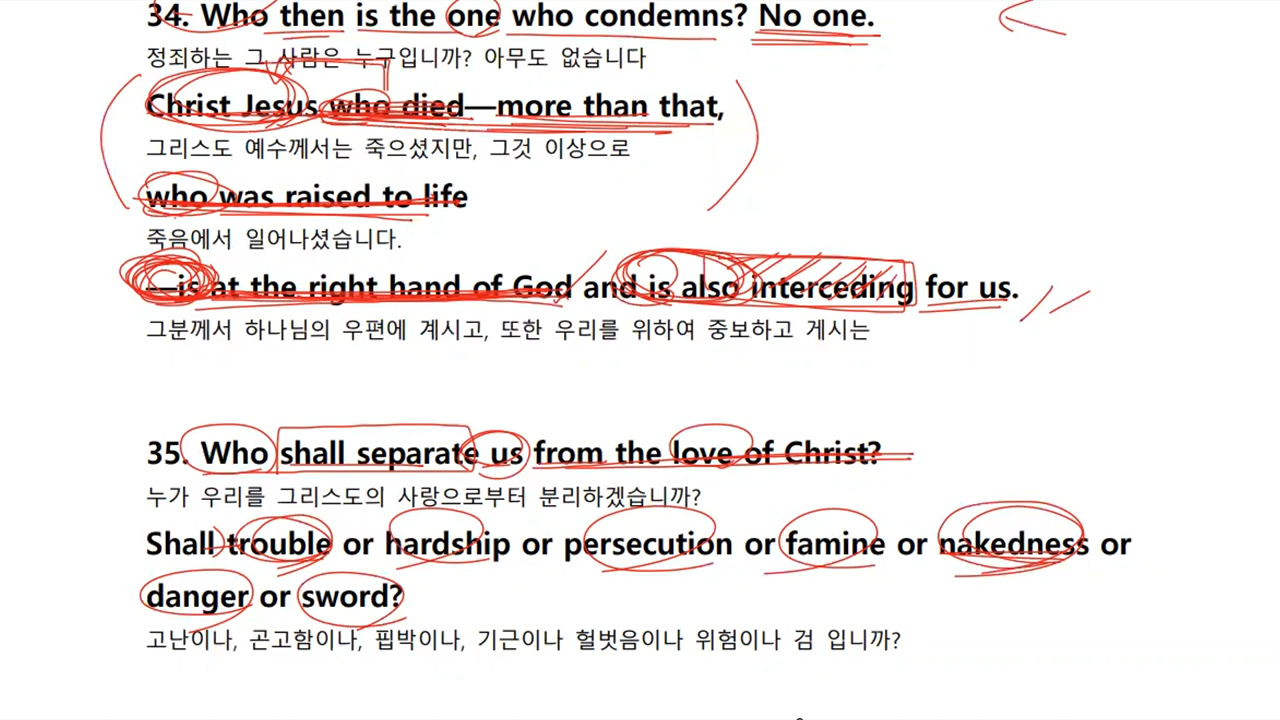 34. Who then is the one who condemns? No one.
정죄하는 그 사람은 누구입니까? 아무도 없습니다
Christ Jesus who died—more than that,
그리스도 예수께서는 죽으셨지만, 그것 이상으로
who was raised to life
죽음에서 일어나셨습니다.
—is at the right hand of God and is also interceding for us.
그분께서 하나님의 우편에 계시고, 또한 우리를 위하여 중보하고 게시는
35. Who shall separate us from the love of Christ?
누가 우리를 그리스도의 사랑으로부터 분리하겠습니까?
Shall trouble or hardship or persecution or famine or nakedness or
danger or sword?
고난이나, 곤고함이나, 핍박이나, 기근이나 헐벗음이나 위험이나 검 입니까?